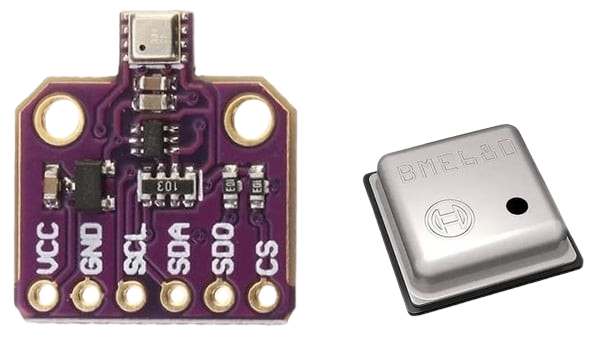 BME680
103
VCC
GND
SCL
SDA
SDO
CS